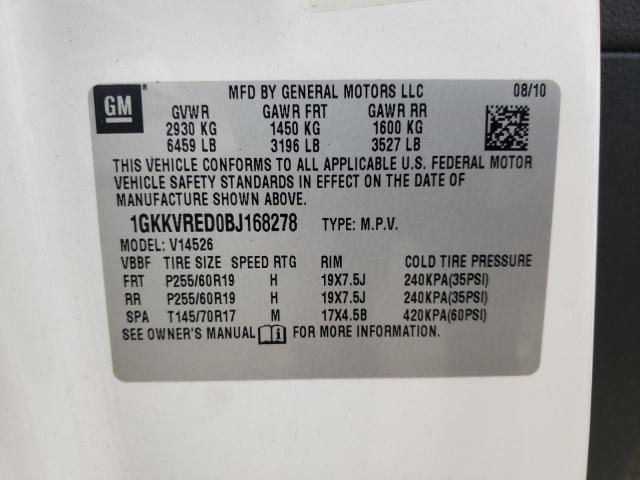 GM
MFD BY GENERAL MOTORS LLC 08/10
GVWR GAWR FRT GAWR RR
2930 KG 1450 KG 1600 KG
6459 LB 3196 LB 3527 LB
THIS VEHICLE CONFORMS TO ALL APPLICABLE U.S. FEDERAL MOTOR
VEHICLE SAFETY STANDARDS IN EFFECT ON THE DATE OF
MANUFACTURE SHOWN ABOVE.
1GKKVRED0BJ168278 TYPE: M.P.V.
MODEL: V14526
VBBF TIRE SIZE SPEED RTG RIM COLD TIRE PRESSURE
FRT P255/60R19 H 19X7.5J 240KPA(35PSI)
RR P255/60R19 H 19X7.5J 240KPA(35PSI)
SPA T145/70R17 M 17X4.5B 420KPA(60PSI)
SEE OWNER'S MANUAL FOR MORE INFORMATION.